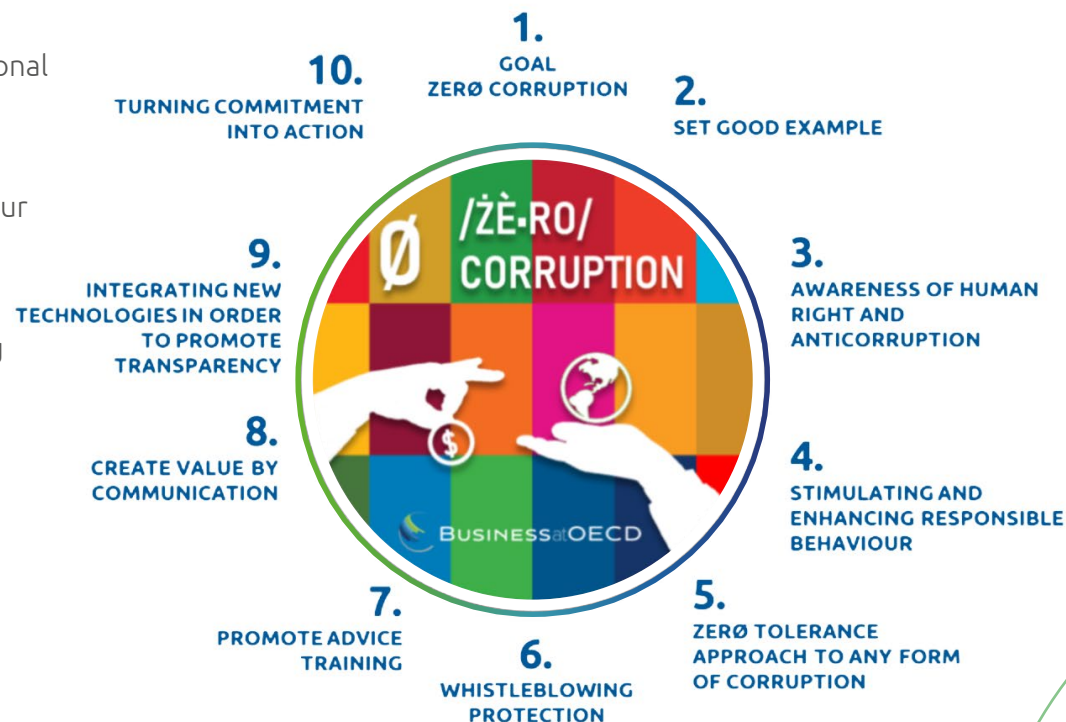 onal
ur
g
1.
GOAL
ZERØ CORRUPTION
2.
SET GOOD EXAMPLE
3.
AWARENESS OF HUMAN
RIGHT AND
ANTICORRUPTION
4.
STIMULATING AND
ENHANCING RESPONSIBLE
BEHAVIOUR
5.
ZERØ TOLERANCE
APPROACH TO ANY FORM
OF CORRUPTION
6.
WHISTLEBLOWING
PROTECTION
7.
PROMOTE ADVICE
TRAINING
8.
CREATE VALUE BY
COMMUNICATION
9.
INTEGRATING NEW
TECHNOLOGIES IN ORDER
TO PROMOTE
TRANSPARENCY
10.
TURNING COMMITMENT
INTO ACTION
Ø /ŻÈ·RO/
CORRUPTION
$
BUSINESSatOECD